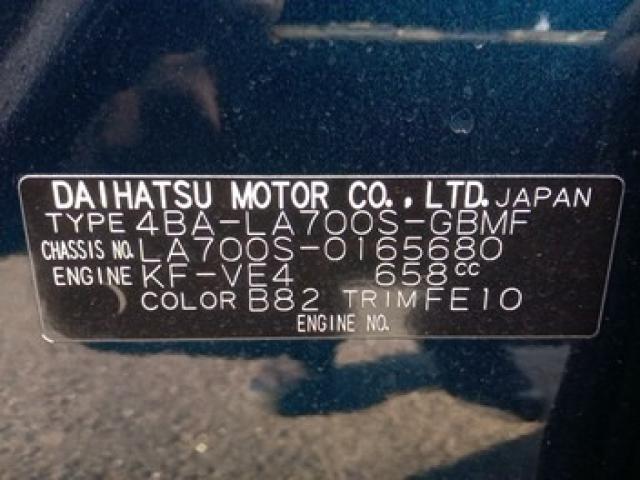 DAIHATSU MOTOR CO., LTD. JAPAN
TYPE 4BA-LA700S-GBMF
CHASSIS NO. LA700S-0165680
ENGINE KF-VE4 658cc
COLOR B82 TRIM FE10
ENGINE NO.